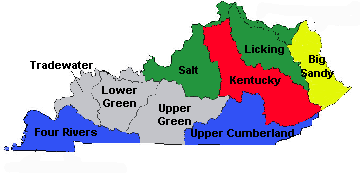 Licking
Big
Sandy
Tradewater
Salt
Kentucky
Lower
Green
Upper
Green
Four Rivers
Upper Cumberland